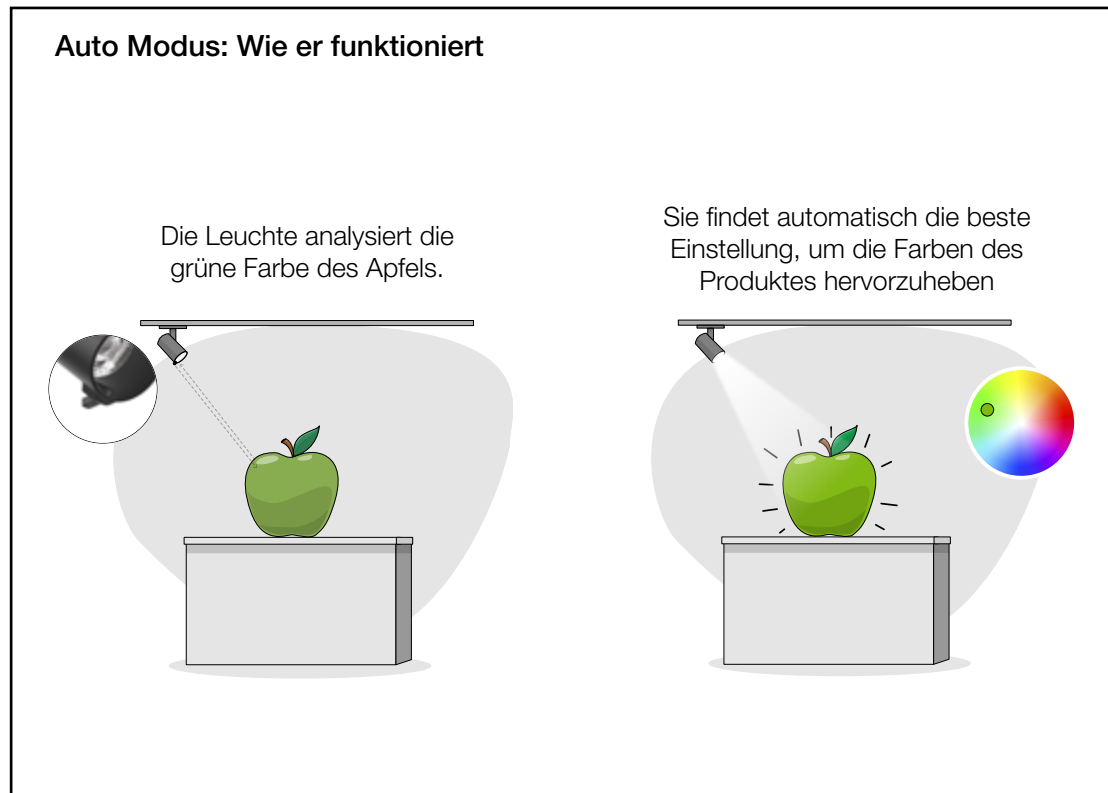 Auto Modus: Wie er funktioniert
Die Leuchte analysiert die
grüne Farbe des Apfels.
Sie findet automatisch die beste
Einstellung, um die Farben des
Produktes hervorzuheben